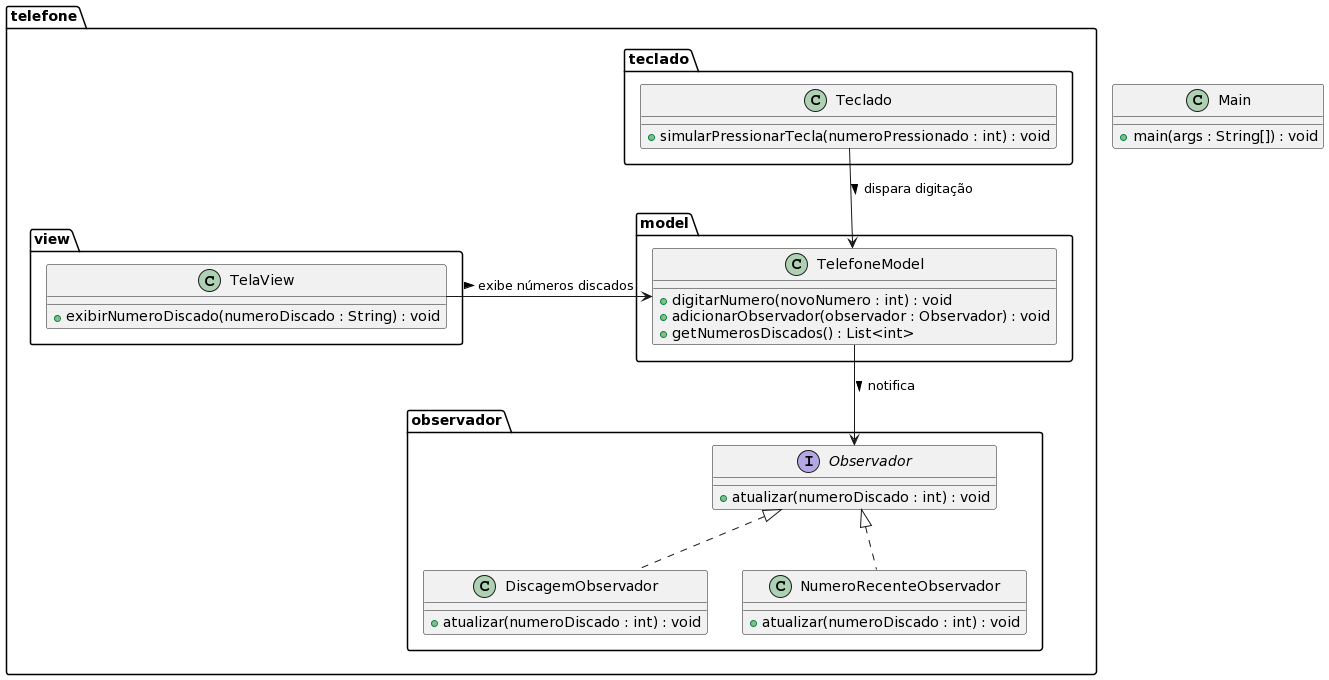 telefone
teclado
C Teclado
simularPressionarTecla(numeroPressionado : int) : void
C Main
main(args : String[]) : void
dispara digitação
view
C TelaView
exibirNumeroDiscado(numeroDiscado : String) : void
exibe números discados
model
C TelefoneModel
digitarNumero(novoNumero : int) : void
adicionarObservador(observador : Observador) : void
getNumerosDiscados() : List<int>
notifica
observador
I Observador
atualizar(numeroDiscado : int) : void
C DiscagemObservador
atualizar(numeroDiscado : int) : void
C NumeroRecenteObservador
atualizar(numeroDiscado : int) : void